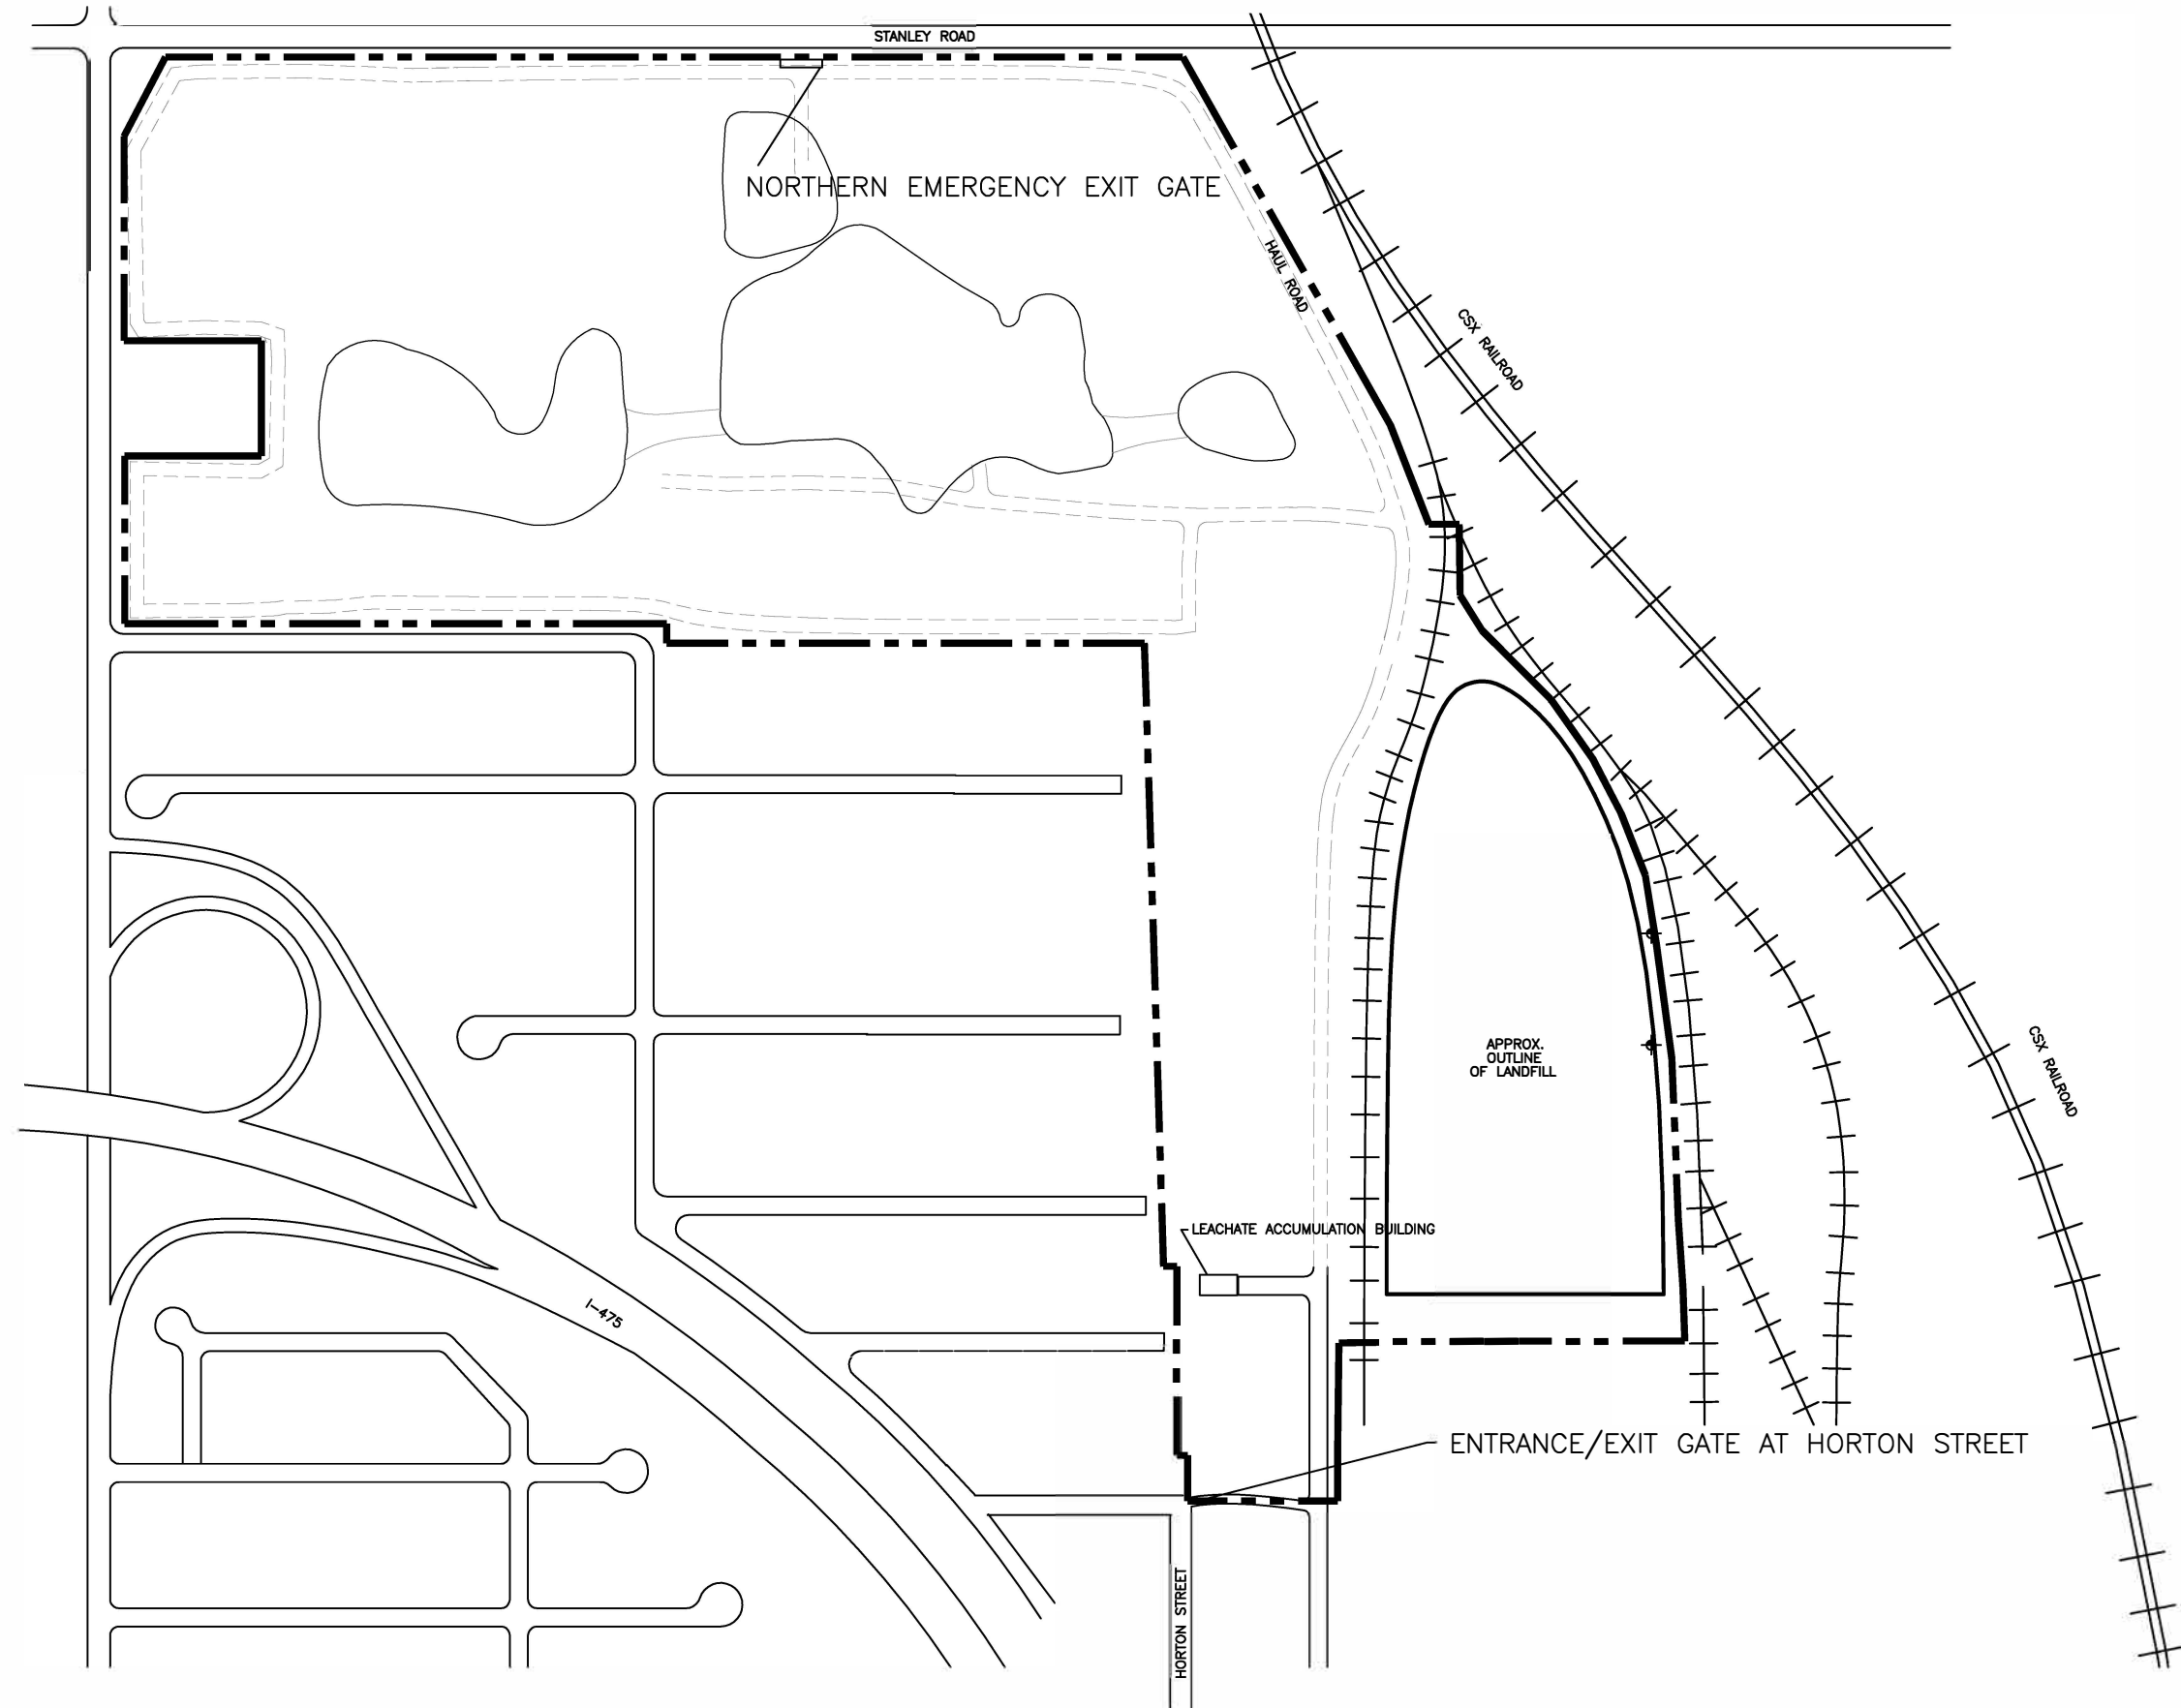 STANLEY ROAD
NORTHERN EMERGENCY EXIT GATE
HAUL ROAD
CSX RAILROAD
CSX RAILROAD
APPROX.
OUTLINE
OF LANDFILL
LEACHATE ACCUMULATION BUILDING
I-475
ENTRANCE/EXIT GATE AT HORTON STREET
HORTON STREET